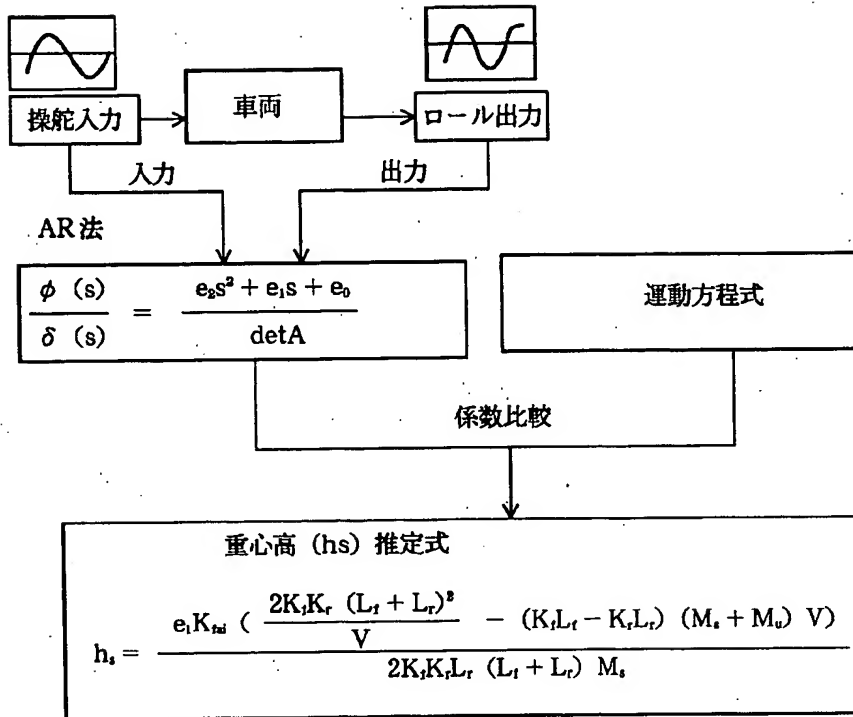 操舵入力
車両
ロール出力
入力
出力
AR法
φ (s) / δ (s) = (e₂s² + e₁s + e₀) / detA
運動方程式
係数比較
重心高 (hs) 推定式
hₛ = e₁K_fai ( 2K_fK_r (L_f + L_r)² / V − (K_fL_f − K_rL_r) (Mₛ + Mᵤ) V) / 2K_fK_rL_r (L_f + L_r) Mₛ